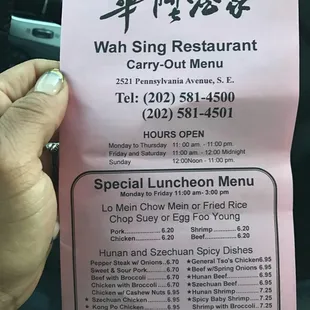 Wah Sing Restaurant
Carry-Out Menu
2521 Pennsylvania Avenue, S. E.
Tel: (202) 581-4500
(202) 581-4501
HOURS OPEN
Monday to Thursday 11: 00 am. - 11:00 pm.
Friday and Saturday 11:00 am. - 12:00 Midnight
Sunday 12:00Noon - 11:00 pm.
Special Luncheon Menu
Monday to Friday 11:00 am- 3:00 pm
Lo Mein Chow Mein or Fried Rice
Chop Suey or Egg Foo Young
Pork 6.20 Shrimp 6.20
Chicken 6.20 Beef 6.20
Hunan and Szechuan Spicy Dishes
Pepper Steak w/ Onions 6.70 General Tso's Chicken 6.95
Sweet & Sour Pork 6.70 Beef w/Spring Onions 6.95
Beef with Broccoli 6.70 Hunan Beef 6.95
Chicken with Broccoli 6.70 Szechuan Beef 6.95
Chicken w/ Cashew Nuts 6.95 Hunan Shrimp 7.25
Szechuan Chicken 6.95 Spicy Baby Shrimp 7.25
Kang Po Chicken Shrimp with Broccoli